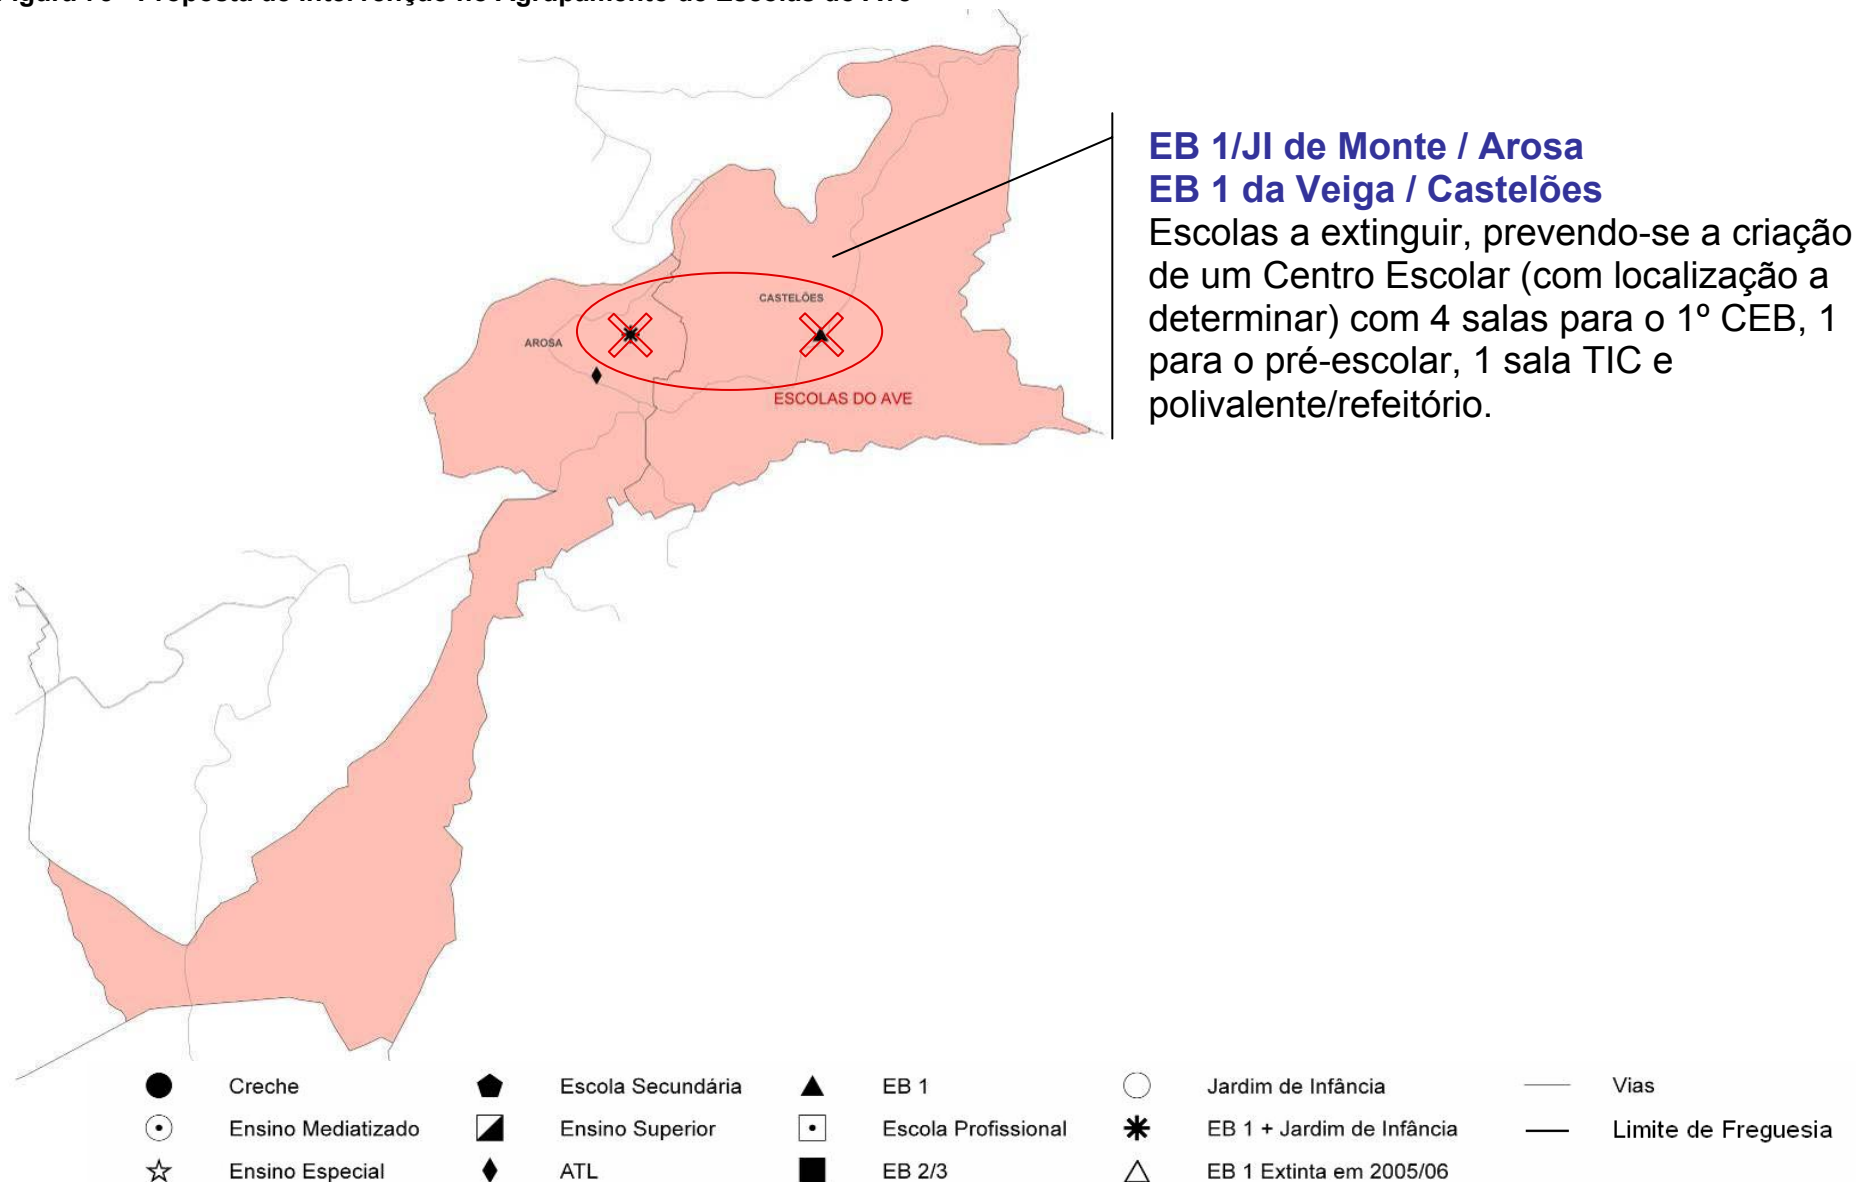 EB 1/JI de Monte / Arosa
EB 1 da Veiga / Castelões
Escolas a extinguir, prevendo-se a criação
de um Centro Escolar (com localização a
determinar) com 4 salas para o 1º CEB, 1
para o pré-escolar, 1 sala TIC e
polivalente/refeitório.
CASTELÕES
AROSA
ESCOLAS DO AVE
Creche
Escola Secundária
EB 1
Jardim de Infância
Vias
Ensino Mediatizado
Ensino Superior
Escola Profissional
EB 1 + Jardim de Infância
Limite de Freguesia
Ensino Especial
ATL
EB 2/3
EB 1 Extinta em 2005/06